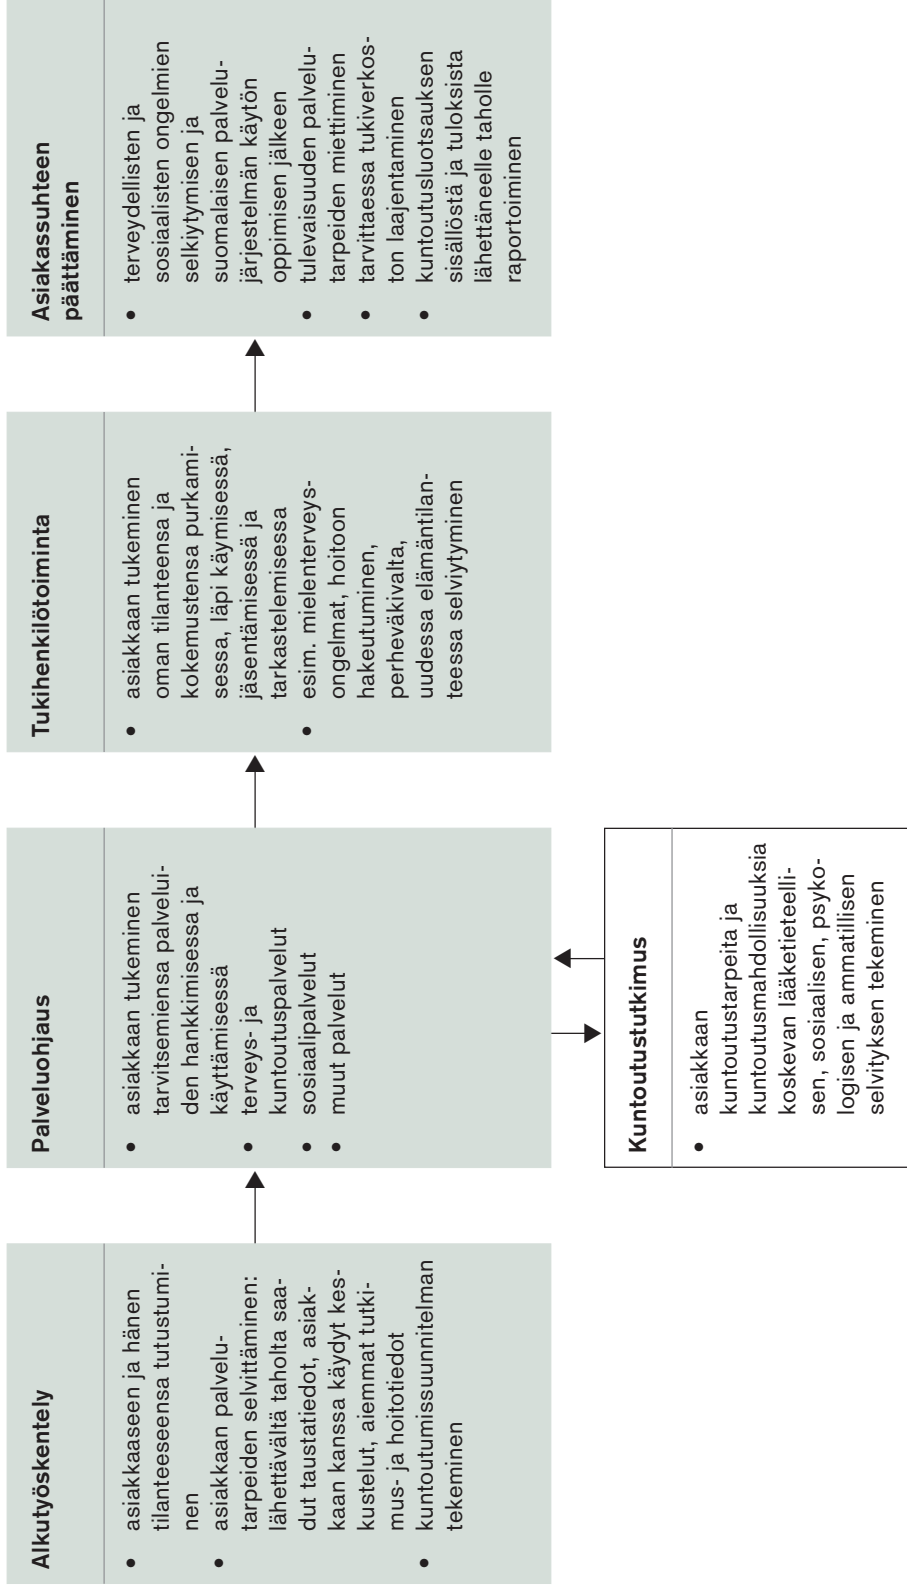 Alkutyöskentely
• asiakkaaseen ja hänen
tilanteeseensa tutustumi-
nen
• asiakkaan palvelu-
tarpeiden selvittäminen:
lähettävältä taholta saa-
dut taustatiedot, asiak-
kaan kanssa käydyt kes-
kustelut, aiemmat tutki-
mus- ja hoitotiedot
• kuntoutumissuunnitelman
tekeminen
Palveluohjaus
• asiakkaan tukeminen
tarvitsemiensa palvelui-
den hankkimisessa ja
käyttämisessä
• terveys- ja
kuntoutuspalvelut
• sosiaalipalvelut
• muut palvelut
Kuntoutustutkimus
• asiakkaan
kuntoutustarpeita ja
kuntoutusmahdollisuuksia
koskevan lääketieteelli-
sen, sosiaalisen, psyko-
logisen ja ammatillisen
selvityksen tekeminen
Tukihenkilötoiminta
• asiakkaan tukeminen
oman tilanteensa ja
kokemustensa purkami-
sessa, läpi käymisessä,
jäsentämisessä ja
tarkastelemisessa
• esim. mielenterveys-
ongelmat, hoitoon
hakeutuminen,
perheväkivalta,
uudessa elämäntilan-
teessa selviytyminen
Asiakassuhteen
päättäminen
• terveydellisten ja
sosiaalisten ongelmien
selkiytymisen ja
suomalaisen palvelu-
järjestelmän käytön
oppimisen jälkeen
• tulevaisuuden palvelu-
tarpeiden miettiminen
• tarvittaessa tukiverkos-
ton laajentaminen
• kuntoutusluotsauksen
sisällöstä ja tuloksista
lähettäneelle taholle
raportoiminen